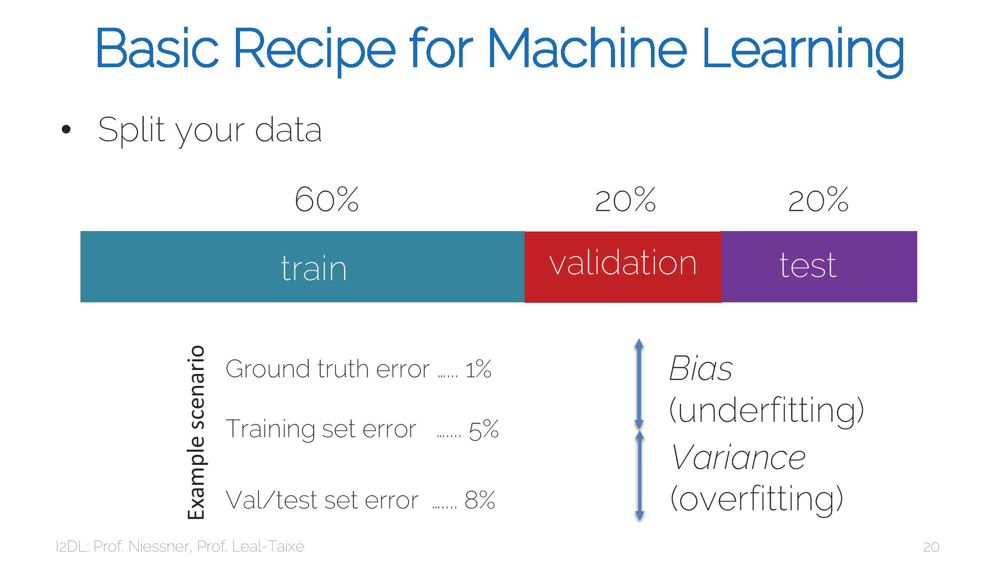 Basic Recipe for Machine Learning
• Split your data
60% 20% 20%
train validation test
Example scenario
Ground truth error ...... 1%
Training set error ....... 5%
Val/test set error ....... 8%
Bias
(underfitting)
Variance
(overfitting)
I2DL: Prof. Niessner, Prof. Leal-Taixé
20